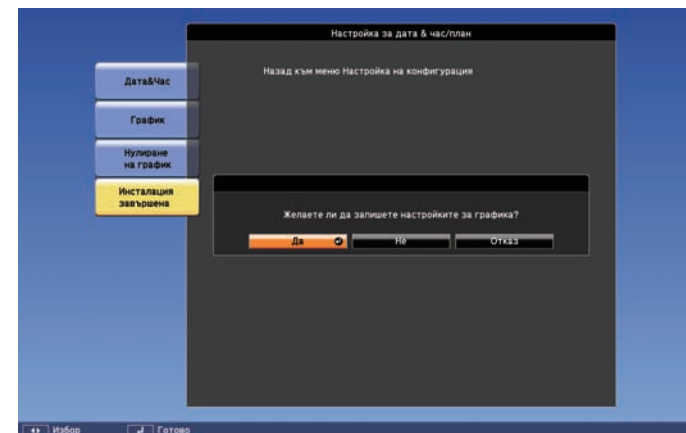 Настройка за дата & час/план
Назад към меню Настройка на конфигурация
Дата&Час
График
Нулиране
на график
Инсталация
завършена
Желаете ли да запишете настройките за графика?
Да
Не
Отказ
Избор
Готово